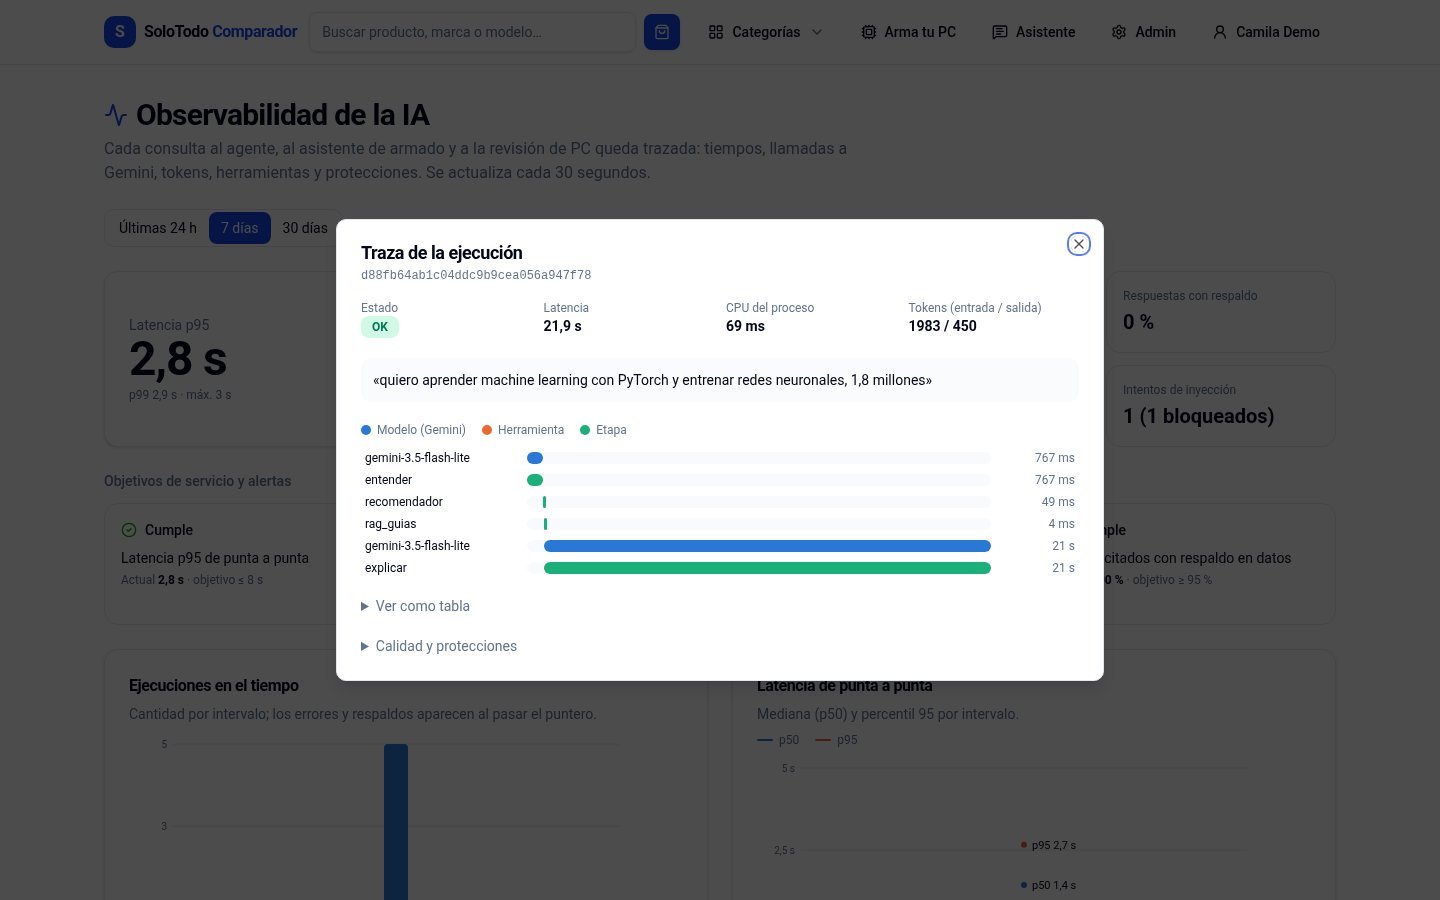 S SoloTodo Comparador
Buscar producto, marca o modelo...
Categorías
Arma tu PC
Asistente
Admin
Camila Demo
Observabilidad de la IA
Cada consulta al agente, al asistente de armado y a la revisión de PC queda trazada: tiempos, llamadas a
Gemini, tokens, herramientas y protecciones. Se actualiza cada 30 segundos.
Últimas 24 h
7 días
30 días
Latencia p95
2,8 s
p99 2,9 s · máx. 3 s
Respuestas con respaldo
0 %
Intentos de inyección
1 (1 bloqueados)
Traza de la ejecución
d88fb64ab1c04ddc9b9cea056a947f78
Estado
OK
Latencia
21,9 s
CPU del proceso
69 ms
Tokens (entrada / salida)
1983 / 450
«quiero aprender machine learning con PyTorch y entrenar redes neuronales, 1,8 millones»
Modelo (Gemini)
Herramienta
Etapa
gemini-3.5-flash-lite 767 ms
entender 767 ms
recomendador 49 ms
rag_guias 4 ms
gemini-3.5-flash-lite 21 s
explicar 21 s
Ver como tabla
Calidad y protecciones
Objetivos de servicio y alertas
Cumple
Latencia p95 de punta a punta
Actual 2,8 s · objetivo ≤ 8 s
citados con respaldo en datos
0 % · objetivo ≥ 95 %
Ejecuciones en el tiempo
Cantidad por intervalo; los errores y respaldos aparecen al pasar el puntero.
5
3
Latencia de punta a punta
Mediana (p50) y percentil 95 por intervalo.
p50
p95
5 s
2,5 s
p95 2,7 s
p50 1,4 s